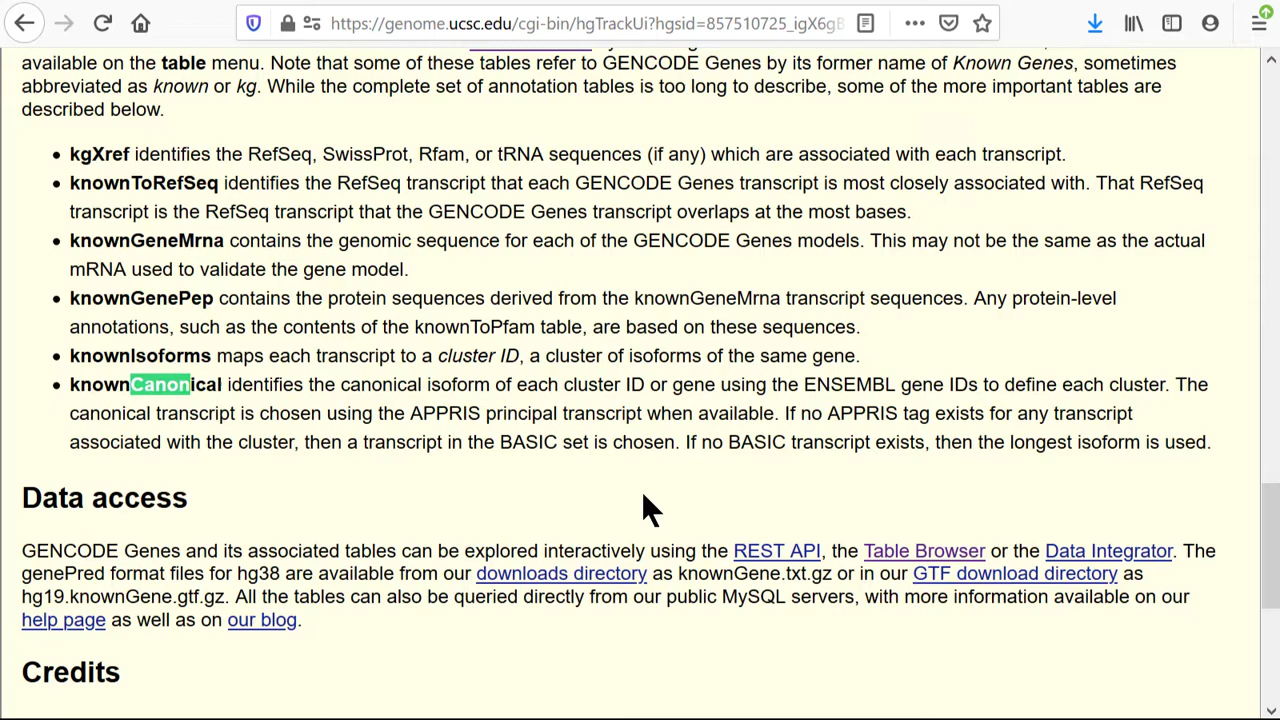 https://genome.ucsc.edu/cgi-bin/hgTrackUi?hgsid=857510725_igX6gB
available on the table menu. Note that some of these tables refer to GENCODE Genes by its former name of Known Genes, sometimes
abbreviated as known or kg. While the complete set of annotation tables is too long to describe, some of the more important tables are
described below.
• kgXref identifies the RefSeq, SwissProt, Rfam, or tRNA sequences (if any) which are associated with each transcript.
• knownToRefSeq identifies the RefSeq transcript that each GENCODE Genes transcript is most closely associated with. That RefSeq
transcript is the RefSeq transcript that the GENCODE Genes transcript overlaps at the most bases.
• knownGeneMrna contains the genomic sequence for each of the GENCODE Genes models. This may not be the same as the actual
mRNA used to validate the gene model.
• knownGenePep contains the protein sequences derived from the knownGeneMrna transcript sequences. Any protein-level
annotations, such as the contents of the knownToPfam table, are based on these sequences.
• knownIsoforms maps each transcript to a cluster ID, a cluster of isoforms of the same gene.
• knownCanonical identifies the canonical isoform of each cluster ID or gene using the ENSEMBL gene IDs to define each cluster. The
canonical transcript is chosen using the APPRIS principal transcript when available. If no APPRIS tag exists for any transcript
associated with the cluster, then a transcript in the BASIC set is chosen. If no BASIC transcript exists, then the longest isoform is used.
Data access
GENCODE Genes and its associated tables can be explored interactively using the REST API, the Table Browser or the Data Integrator. The
genePred format files for hg38 are available from our downloads directory as knownGene.txt.gz or in our GTF download directory as
hg19.knownGene.gtf.gz. All the tables can also be queried directly from our public MySQL servers, with more information available on our
help page as well as on our blog.
Credits